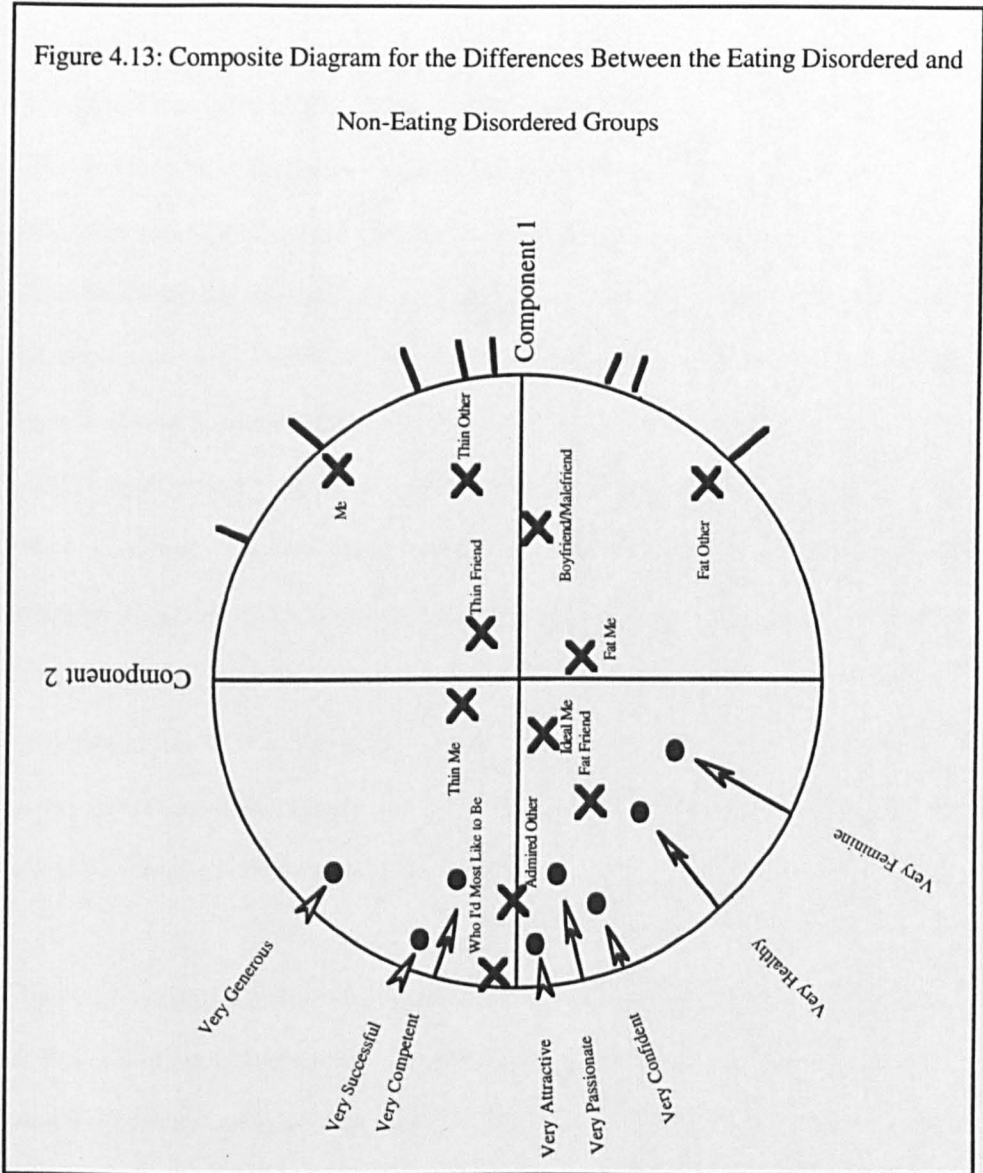 Figure 4.13: Composite Diagram for the Differences Between the Eating Disordered and
Non-Eating Disordered Groups
Component 1
Component 2
Me
Thin Other
Thin Friend
Boyfriend/Malefriend
Fat Other
Fat Me
Thin Me
Ideal Me
Fat Friend
Who I'd Most Like to Be
Admired Other
Very Generous
Very Successful
Very Competent
Very Attractive
Very Passionate
Very Confident
Very Healthy
Very Feminine